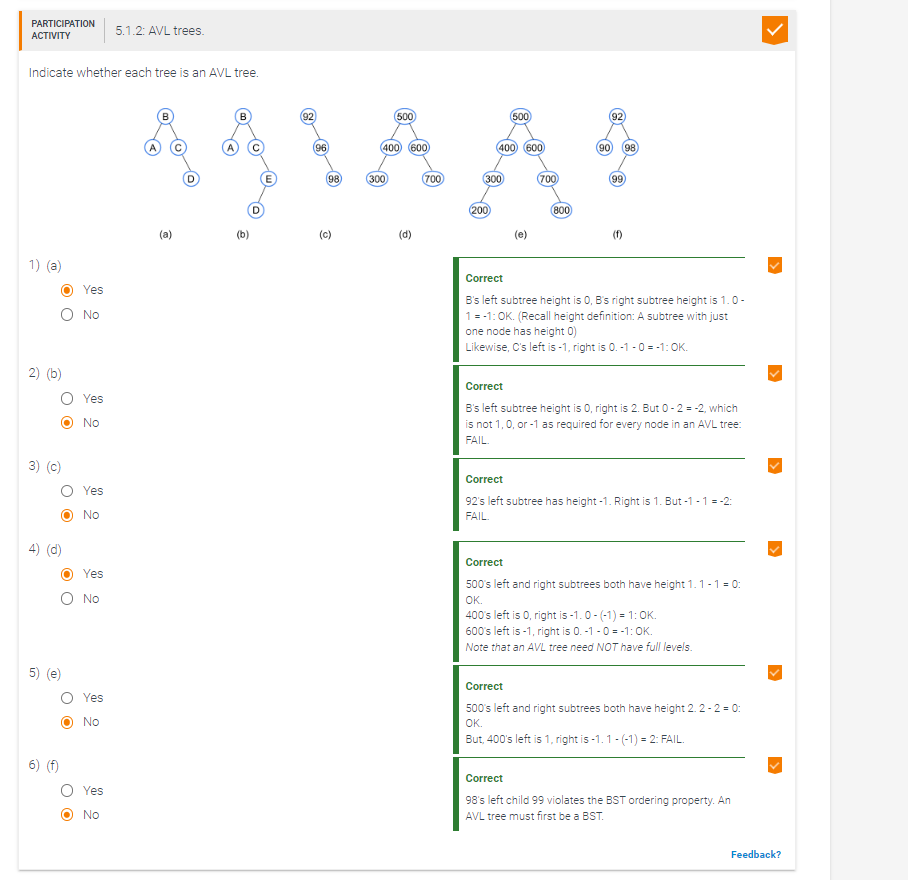 PARTICIPATION
ACTIVITY
5.1.2: AVL trees.
Indicate whether each tree is an AVL tree.
B B 92 500 500 92
A C A C 96 400 600 400 600 90 98
D E 98 300 700 300 700 99
D 200 800
(a) (b) (c) (d) (e) (f)
1) (a)
Yes
No
Correct
B's left subtree height is 0, B's right subtree height is 1. 0 -
1 = -1: OK. (Recall height definition: A subtree with just
one node has height 0)
Likewise, C's left is -1, right is 0. -1 - 0 = -1: OK.
2) (b)
Yes
No
Correct
B's left subtree height is 0, right is 2. But 0 - 2 = -2, which
is not 1, 0, or -1 as required for every node in an AVL tree:
FAIL.
3) (c)
Yes
No
Correct
92's left subtree has height -1. Right is 1. But -1 - 1 = -2:
FAIL.
4) (d)
Yes
No
Correct
500's left and right subtrees both have height 1. 1 - 1 = 0:
OK.
400's left is 0, right is -1. 0 - (-1) = 1: OK.
600's left is -1, right is 0. -1 - 0 = -1: OK.
Note that an AVL tree need NOT have full levels.
5) (e)
Yes
No
Correct
500's left and right subtrees both have height 2. 2 - 2 = 0:
OK.
But, 400's left is 1, right is -1. 1 - (-1) = 2: FAIL.
6) (f)
Yes
No
Correct
98's left child 99 violates the BST ordering property. An
AVL tree must first be a BST.
Feedback?